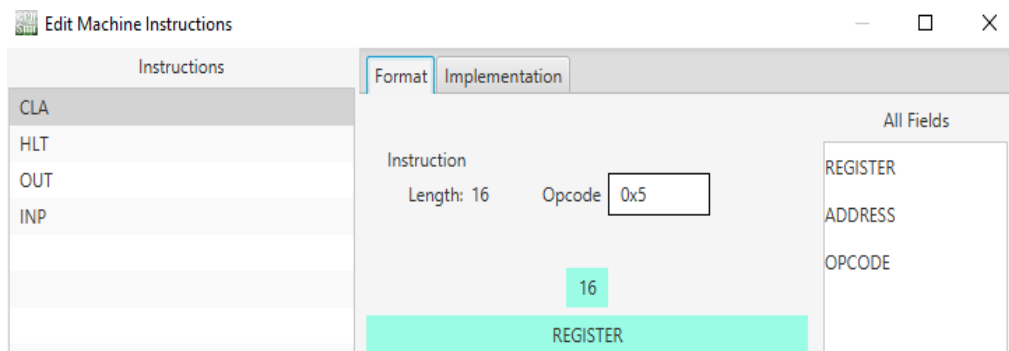 Edit Machine Instructions
Instructions
CLA
HLT
OUT
INP
Format Implementation
Instruction
Length: 16 Opcode 0x5
16
REGISTER
All Fields
REGISTER
ADDRESS
OPCODE